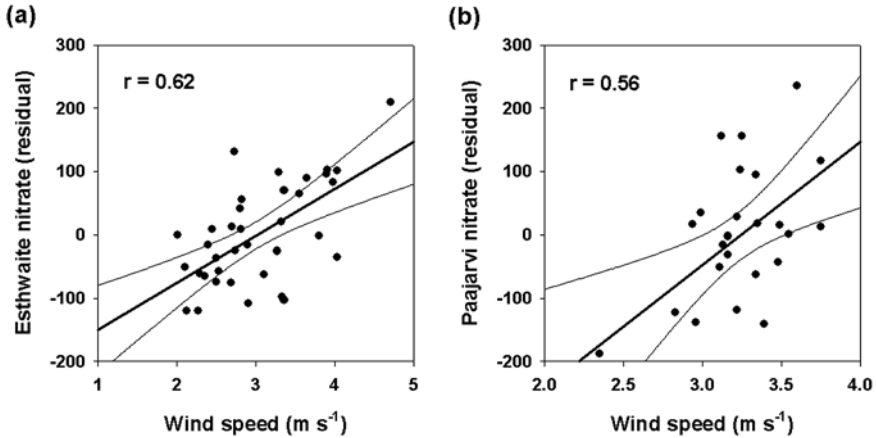 (a)
Esthwaite nitrate (residual)
300
200
100
0
-100
-200
r = 0.62
1
2
3
4
5
Wind speed (m s-1)
(b)
Paajarvi nitrate (residual)
300
200
100
0
-100
-200
r = 0.56
2.0
2.5
3.0
3.5
4.0
Wind speed (m s-1)